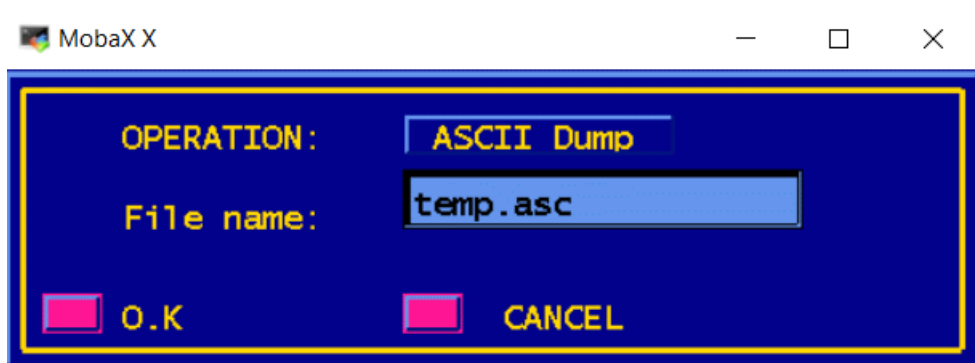 MobaX X
OPERATION: ASCII Dump
File name: temp.asc
O.K CANCEL